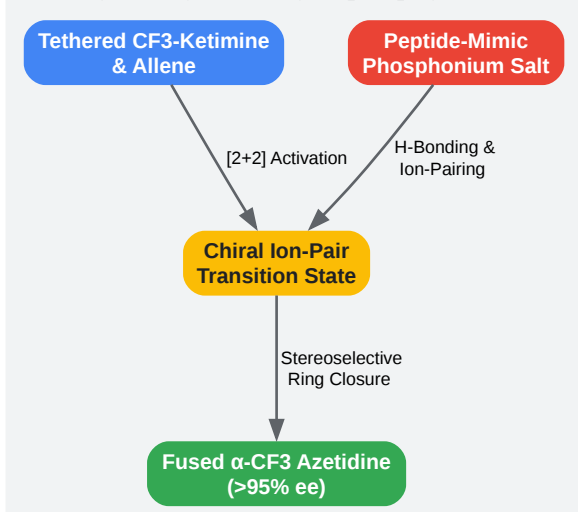 Tethered CF3-Ketimine
& Allene
Peptide-Mimic
Phosphonium Salt
[2+2] Activation
H-Bonding &
Ion-Pairing
Chiral Ion-Pair
Transition State
Stereoselective
Ring Closure
Fused α-CF3 Azetidine
(>95% ee)